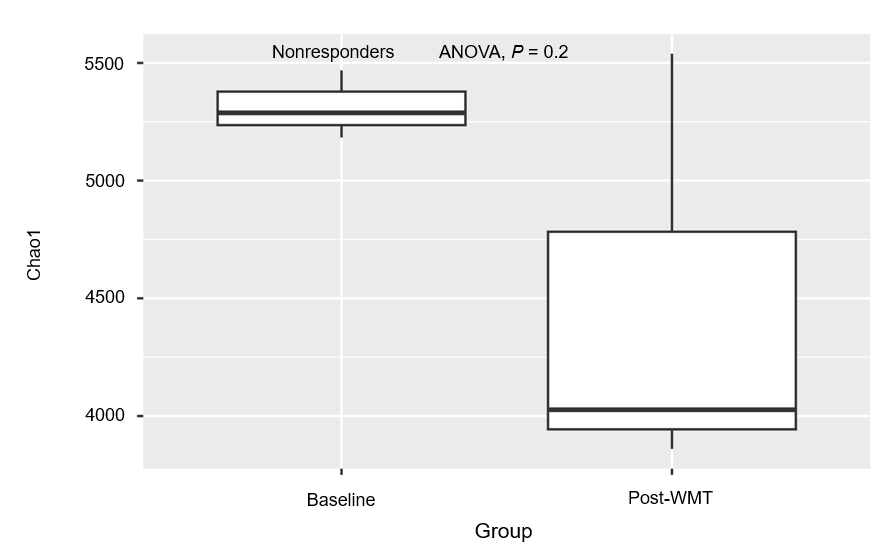 Nonresponders ANOVA, P = 0.2
5500
5000
4500
4000
Chao1
Baseline Post-WMT
Group